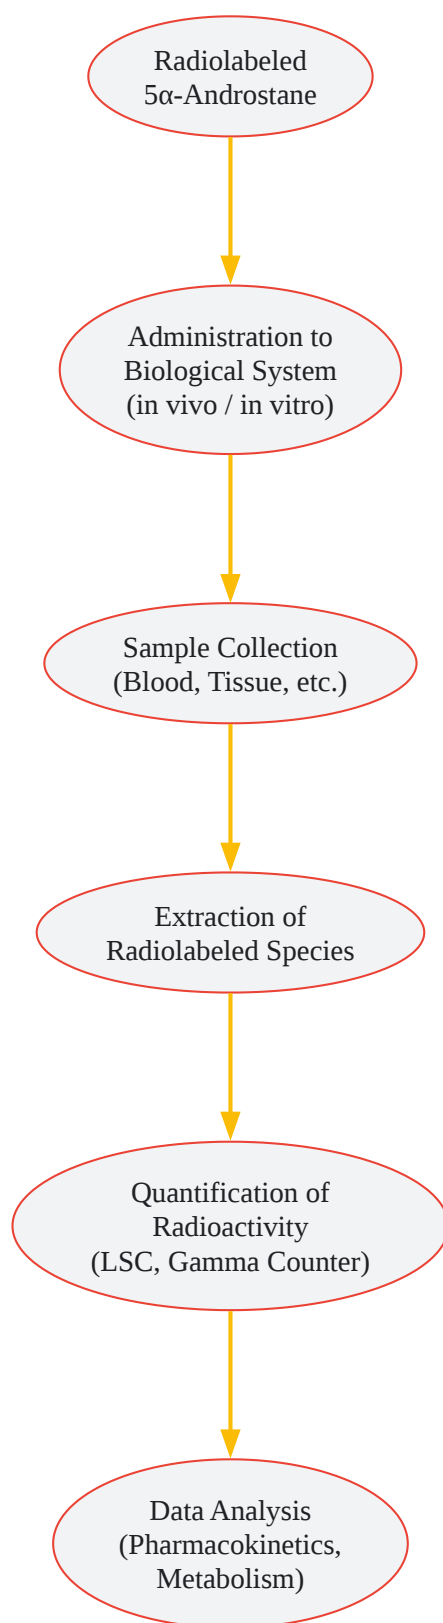 Radiolabeled
5α-Androstane
Administration to
Biological System
(in vivo / in vitro)
Sample Collection
(Blood, Tissue, etc.)
Extraction of
Radiolabeled Species
Quantification of
Radioactivity
(LSC, Gamma Counter)
Data Analysis
(Pharmacokinetics,
Metabolism)